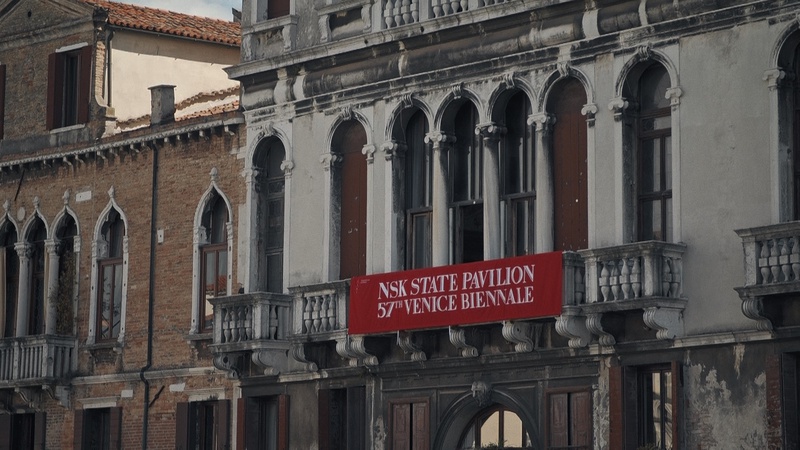 NSK STATE PAVILION
57TH VENICE BIENNALE